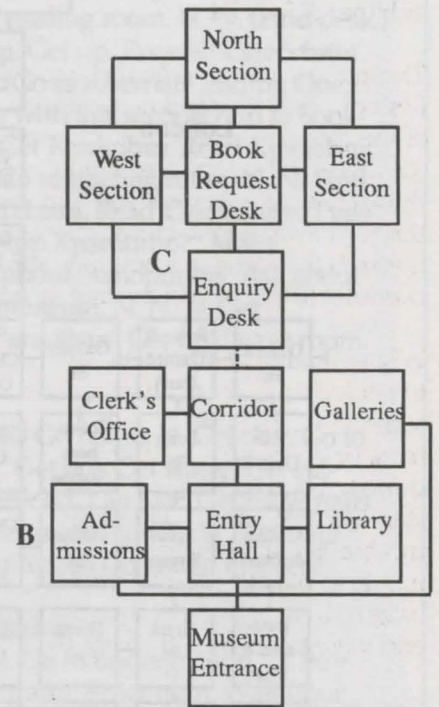 North
Section
West
Section
Book
Request
Desk
East
Section
C
Enquiry
Desk
Clerk's
Office
Corridor
Galleries
B
Ad-
missions
Entry
Hall
Library
Museum
Entrance